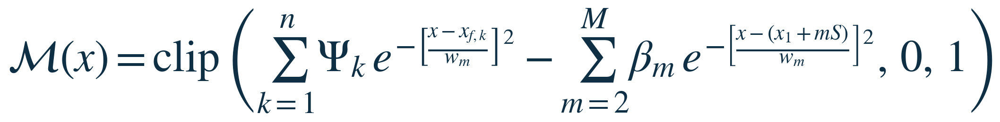 ℳ(x) = clip ( ∑_{k=1}^{n} Ψ_k e^{−[(x − x_{f,k})/w_m]^2} − ∑_{m=2}^{M} β_m e^{−[(x − (x_1 + mS))/w_m]^2}, 0, 1 )